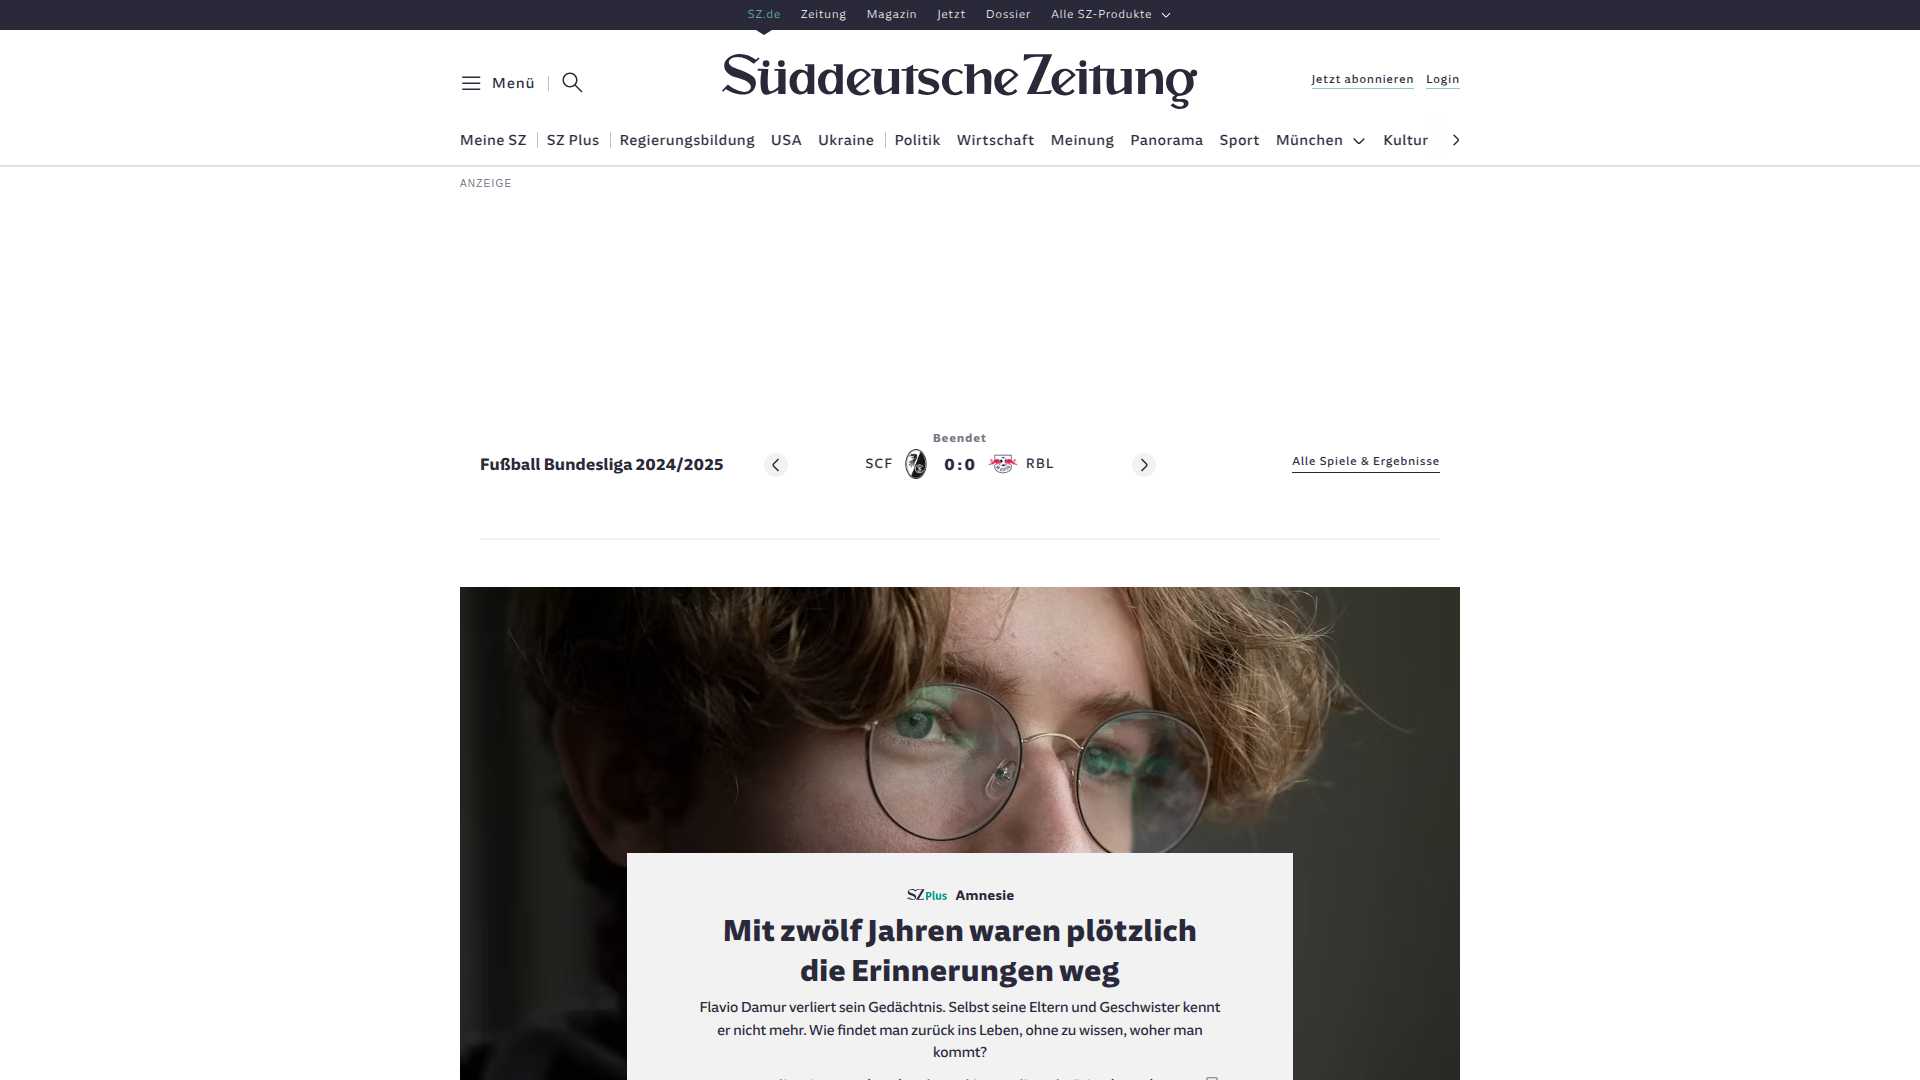 SZ.de Zeitung Magazin Jetzt Dossier Alle SZ-Produkte
Menü
Süddeutsche Zeitung
Jetzt abonnieren Login
Meine SZ SZ Plus Regierungsbildung USA Ukraine Politik Wirtschaft Meinung Panorama Sport München Kultur
ANZEIGE
Beendet
Fußball Bundesliga 2024/2025
SCF 0:0 RBL
Alle Spiele & Ergebnisse
SZ Plus Amnesie
Mit zwölf Jahren waren plötzlich
die Erinnerungen weg
Flavio Damur verliert sein Gedächtnis. Selbst seine Eltern und Geschwister kennt
er nicht mehr. Wie findet man zurück ins Leben, ohne zu wissen, woher man
kommt?